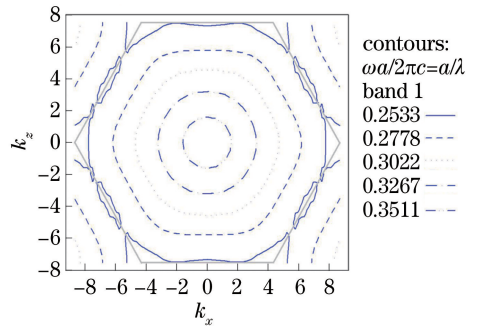 8
6
4
2
0
−2
−4
−6
−8
k_z
−8 −6 −4 −2 0 2 4 6 8
k_x
contours:
ωa/2πc=a/λ
band 1
0.2533
0.2778
0.3022
0.3267
0.3511